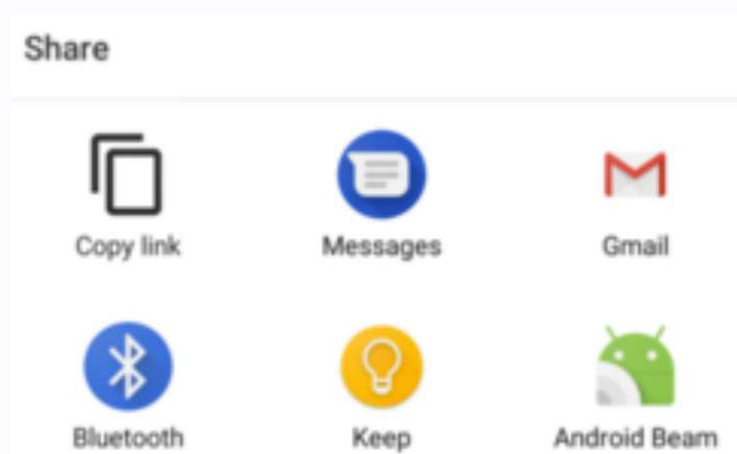 Share
Copy link
Messages
Gmail
Bluetooth
Keep
Android Beam